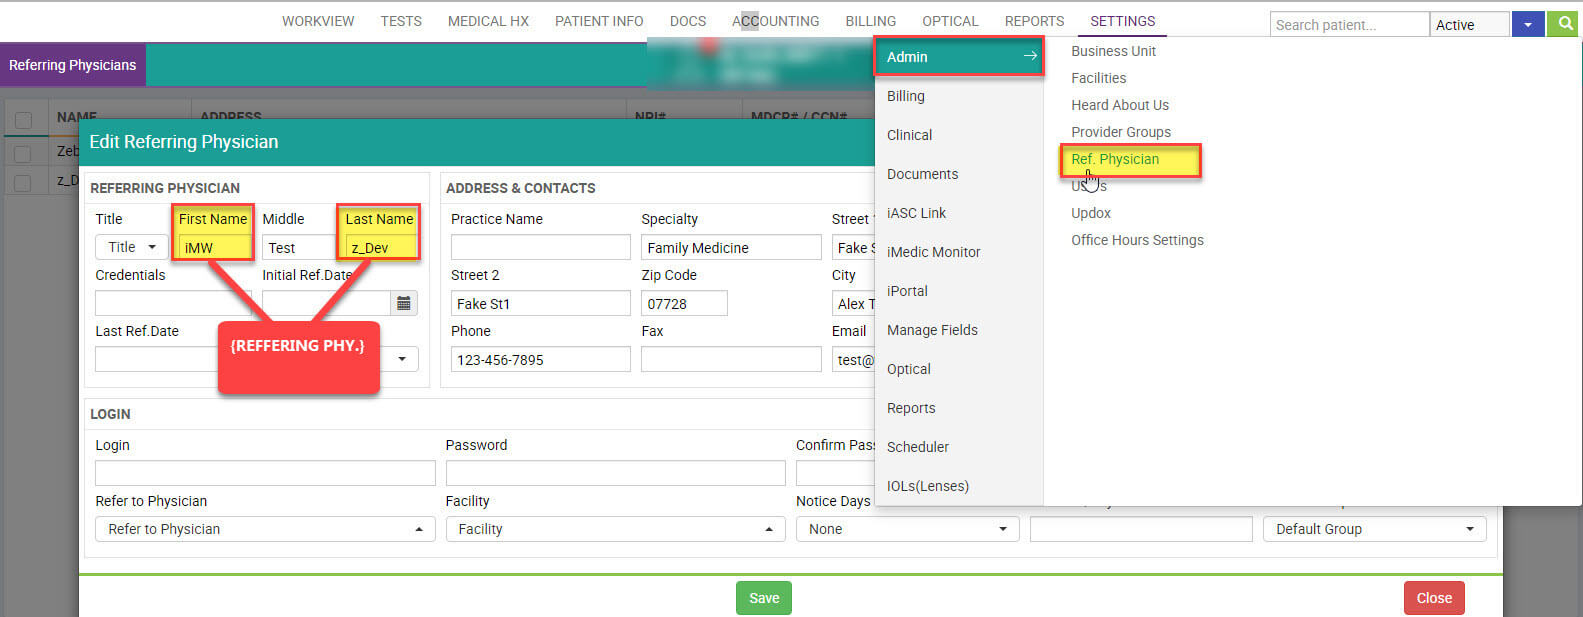 WORKVIEW TESTS MEDICAL HX PATIENT INFO DOCS ACCOUNTING BILLING OPTICAL REPORTS SETTINGS Search patient... Active
Referring Physicians
Admin
Billing
Clinical
Documents
iASC Link
iMedic Monitor
iPortal
Manage Fields
Optical
Reports
Scheduler
IOLs(Lenses)
Business Unit
Facilities
Heard About Us
Provider Groups
Ref. Physician
Updox
Office Hours Settings
NAME ADDRESS NPI# MDCR# / CCN#
Zeb
z_D
Edit Referring Physician
REFERRING PHYSICIAN
Title First Name Middle Last Name
Title iMW Test z_Dev
Credentials Initial Ref.Date
Last Ref.Date
{REFFERING PHY.}
ADDRESS & CONTACTS
Practice Name Specialty Street
Family Medicine Fake S
Street 2 Zip Code City
Fake St1 07728 Alex T
Phone Fax Email
123-456-7895 test@
LOGIN
Login Password Confirm Pass
Refer to Physician Facility Notice Days
Refer to Physician Facility None Default Group
Save Close